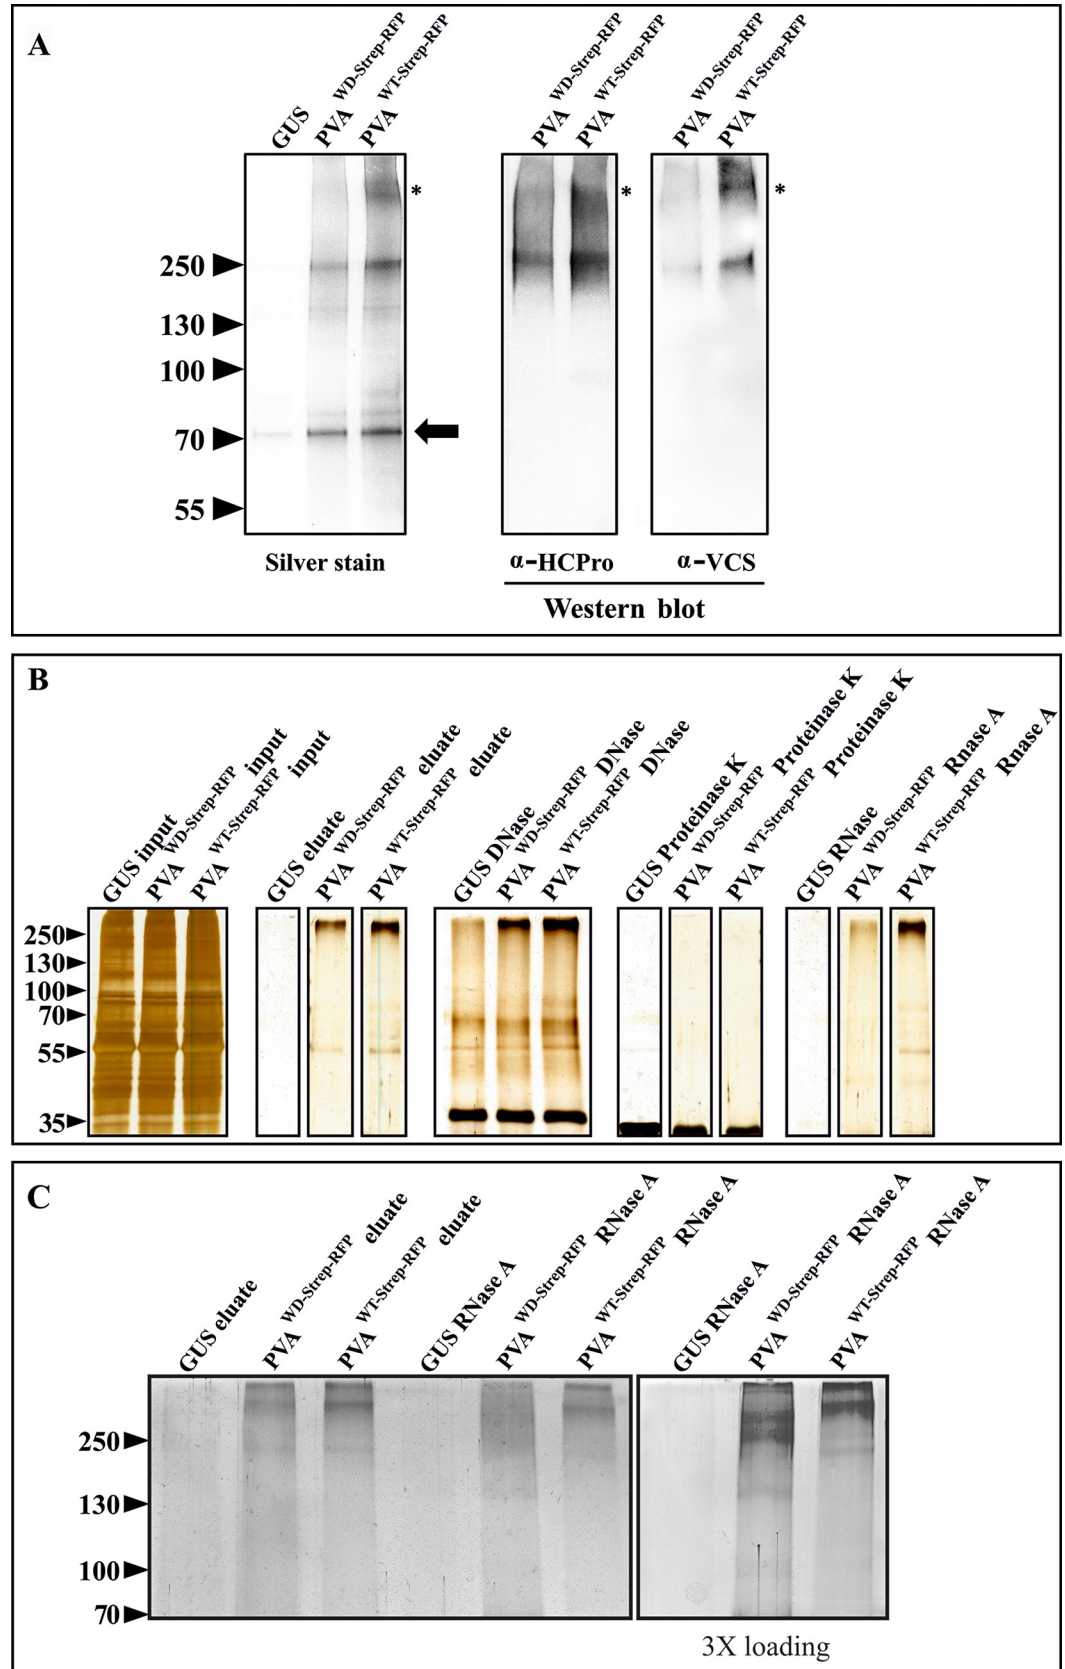 A
GUS
PVA WD-Strep-RFP
PVA WT-Strep-RFP
PVA WD-Strep-RFP
PVA WT-Strep-RFP
PVA WD-Strep-RFP
PVA WT-Strep-RFP
*
*
*
250
130
100
70
55
Silver stain
α-HCPro
α-VCS
Western blot
B
GUS input
PVA WD-Strep-RFP input
PVA WT-Strep-RFP input
GUS eluate
PVA WD-Strep-RFP eluate
PVA WT-Strep-RFP eluate
GUS DNase
PVA WD-Strep-RFP DNase
PVA WT-Strep-RFP DNase
GUS Proteinase K
PVA WD-Strep-RFP Proteinase K
PVA WT-Strep-RFP Proteinase K
GUS RNase
PVA WD-Strep-RFP Rnase A
PVA WT-Strep-RFP Rnase A
250
130
100
70
55
35
C
GUS eluate
PVA WD-Strep-RFP eluate
PVA WT-Strep-RFP eluate
GUS RNase A
PVA WD-Strep-RFP RNase A
PVA WT-Strep-RFP RNase A
GUS RNase A
PVA WD-Strep-RFP RNase A
PVA WT-Strep-RFP RNase A
250
130
100
70
3X loading